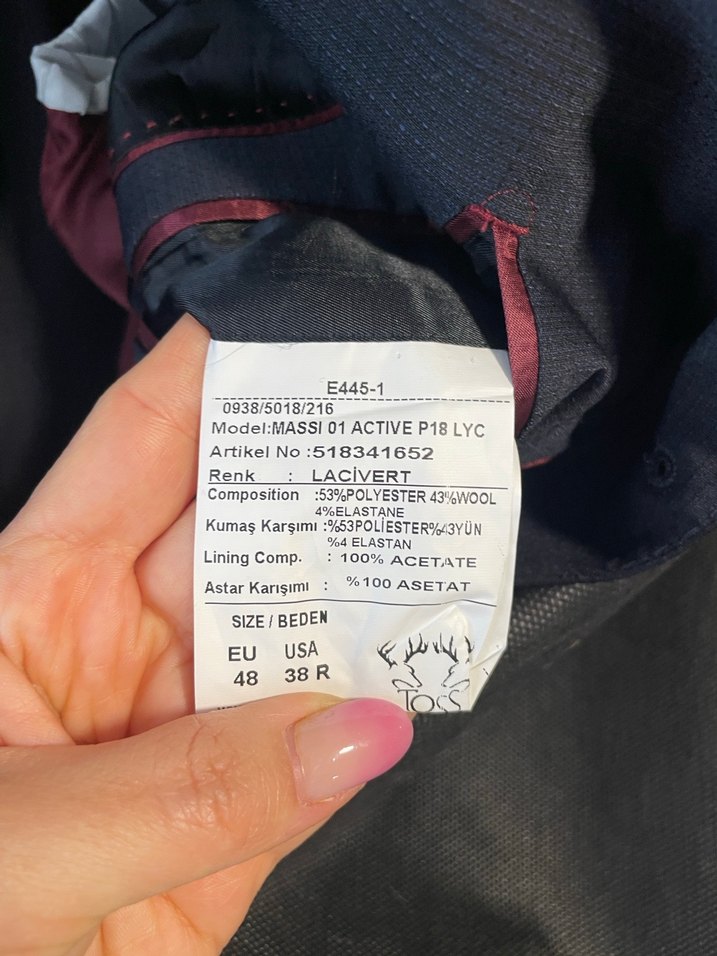 E445-1
0938/5018/216
Model:MASSI 01 ACTIVE P18 LYC
Artikel No :518341652
Renk : LACİVERT
Composition :53%POLYESTER 43%WOOL
4%ELASTANE
Kumaş Karşımı :%53POLİESTER%43YÜN
%4 ELASTAN
Lining Comp. : 100% ACETATE
Astar Karışımı : %100 ASETAT
SIZE / BEDEN
EU USA
48 38 R
TOSS